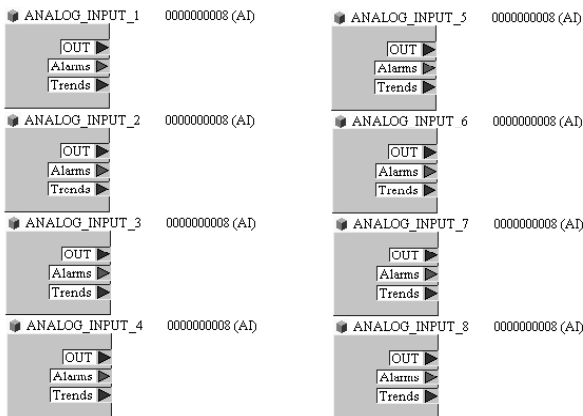 ANALOG_INPUT_1 0000000008 (AI)
OUT
Alarms
Trends
ANALOG_INPUT_2 0000000008 (AI)
OUT
Alarms
Trends
ANALOG_INPUT_3 0000000008 (AI)
OUT
Alarms
Trends
ANALOG_INPUT_4 0000000008 (AI)
OUT
Alarms
Trends
ANALOG_INPUT_5 0000000008 (AI)
OUT
Alarms
Trends
ANALOG_INPUT_6 0000000008 (AI)
OUT
Alarms
Trends
ANALOG_INPUT_7 0000000008 (AI)
OUT
Alarms
Trends
ANALOG_INPUT_8 0000000008 (AI)
OUT
Alarms
Trends